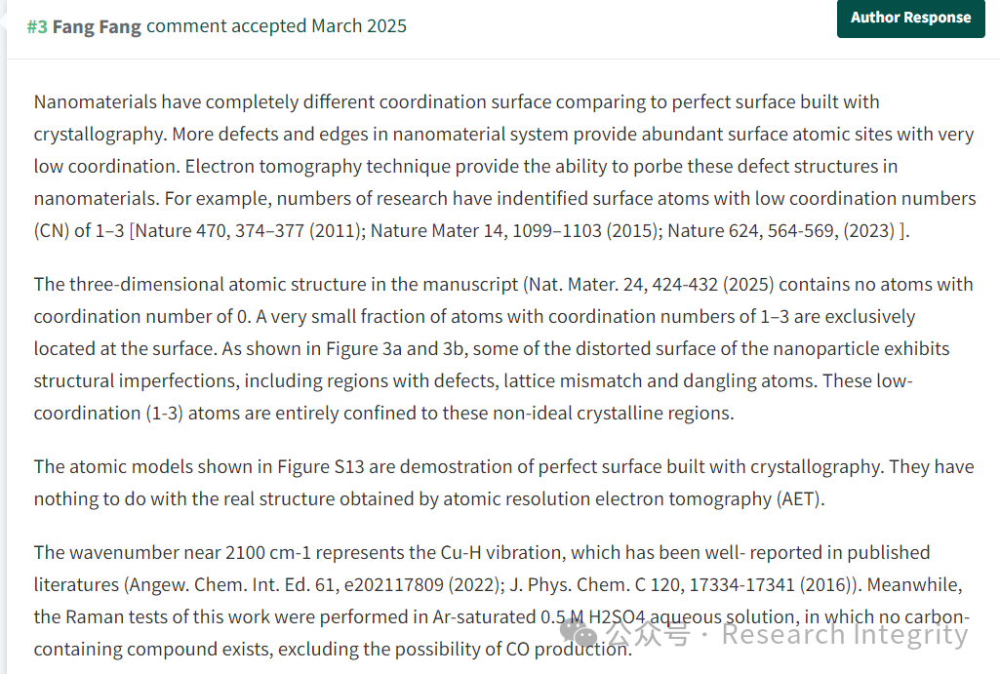 #3 Fang Fang comment accepted March 2025
Author Response
Nanomaterials have completely different coordination surface comparing to perfect surface built with
crystallography. More defects and edges in nanomaterial system provide abundant surface atomic sites with very
low coordination. Electron tomography technique provide the ability to porbe these defect structures in
nanomaterials. For example, numbers of research have indentified surface atoms with low coordination numbers
(CN) of 1–3 [Nature 470, 374–377 (2011); Nature Mater 14, 1099–1103 (2015); Nature 624, 564-569, (2023) ].
The three-dimensional atomic structure in the manuscript (Nat. Mater. 24, 424-432 (2025) contains no atoms with
coordination number of 0. A very small fraction of atoms with coordination numbers of 1–3 are exclusively
located at the surface. As shown in Figure 3a and 3b, some of the distorted surface of the nanoparticle exhibits
structural imperfections, including regions with defects, lattice mismatch and dangling atoms. These low-
coordination (1-3) atoms are entirely confined to these non-ideal crystalline regions.
The atomic models shown in Figure S13 are demostration of perfect surface built with crystallography. They have
nothing to do with the real structure obtained by atomic resolution electron tomography (AET).
The wavenumber near 2100 cm-1 represents the Cu-H vibration, which has been well- reported in published
literatures (Angew. Chem. Int. Ed. 61, e202117809 (2022); J. Phys. Chem. C 120, 17334-17341 (2016)). Meanwhile,
the Raman tests of this work were performed in Ar-saturated 0.5 M H2SO4 aqueous solution, in which no carbon-
containing compound exists, excluding the possibility of CO production.
公众号 · Research Integrity